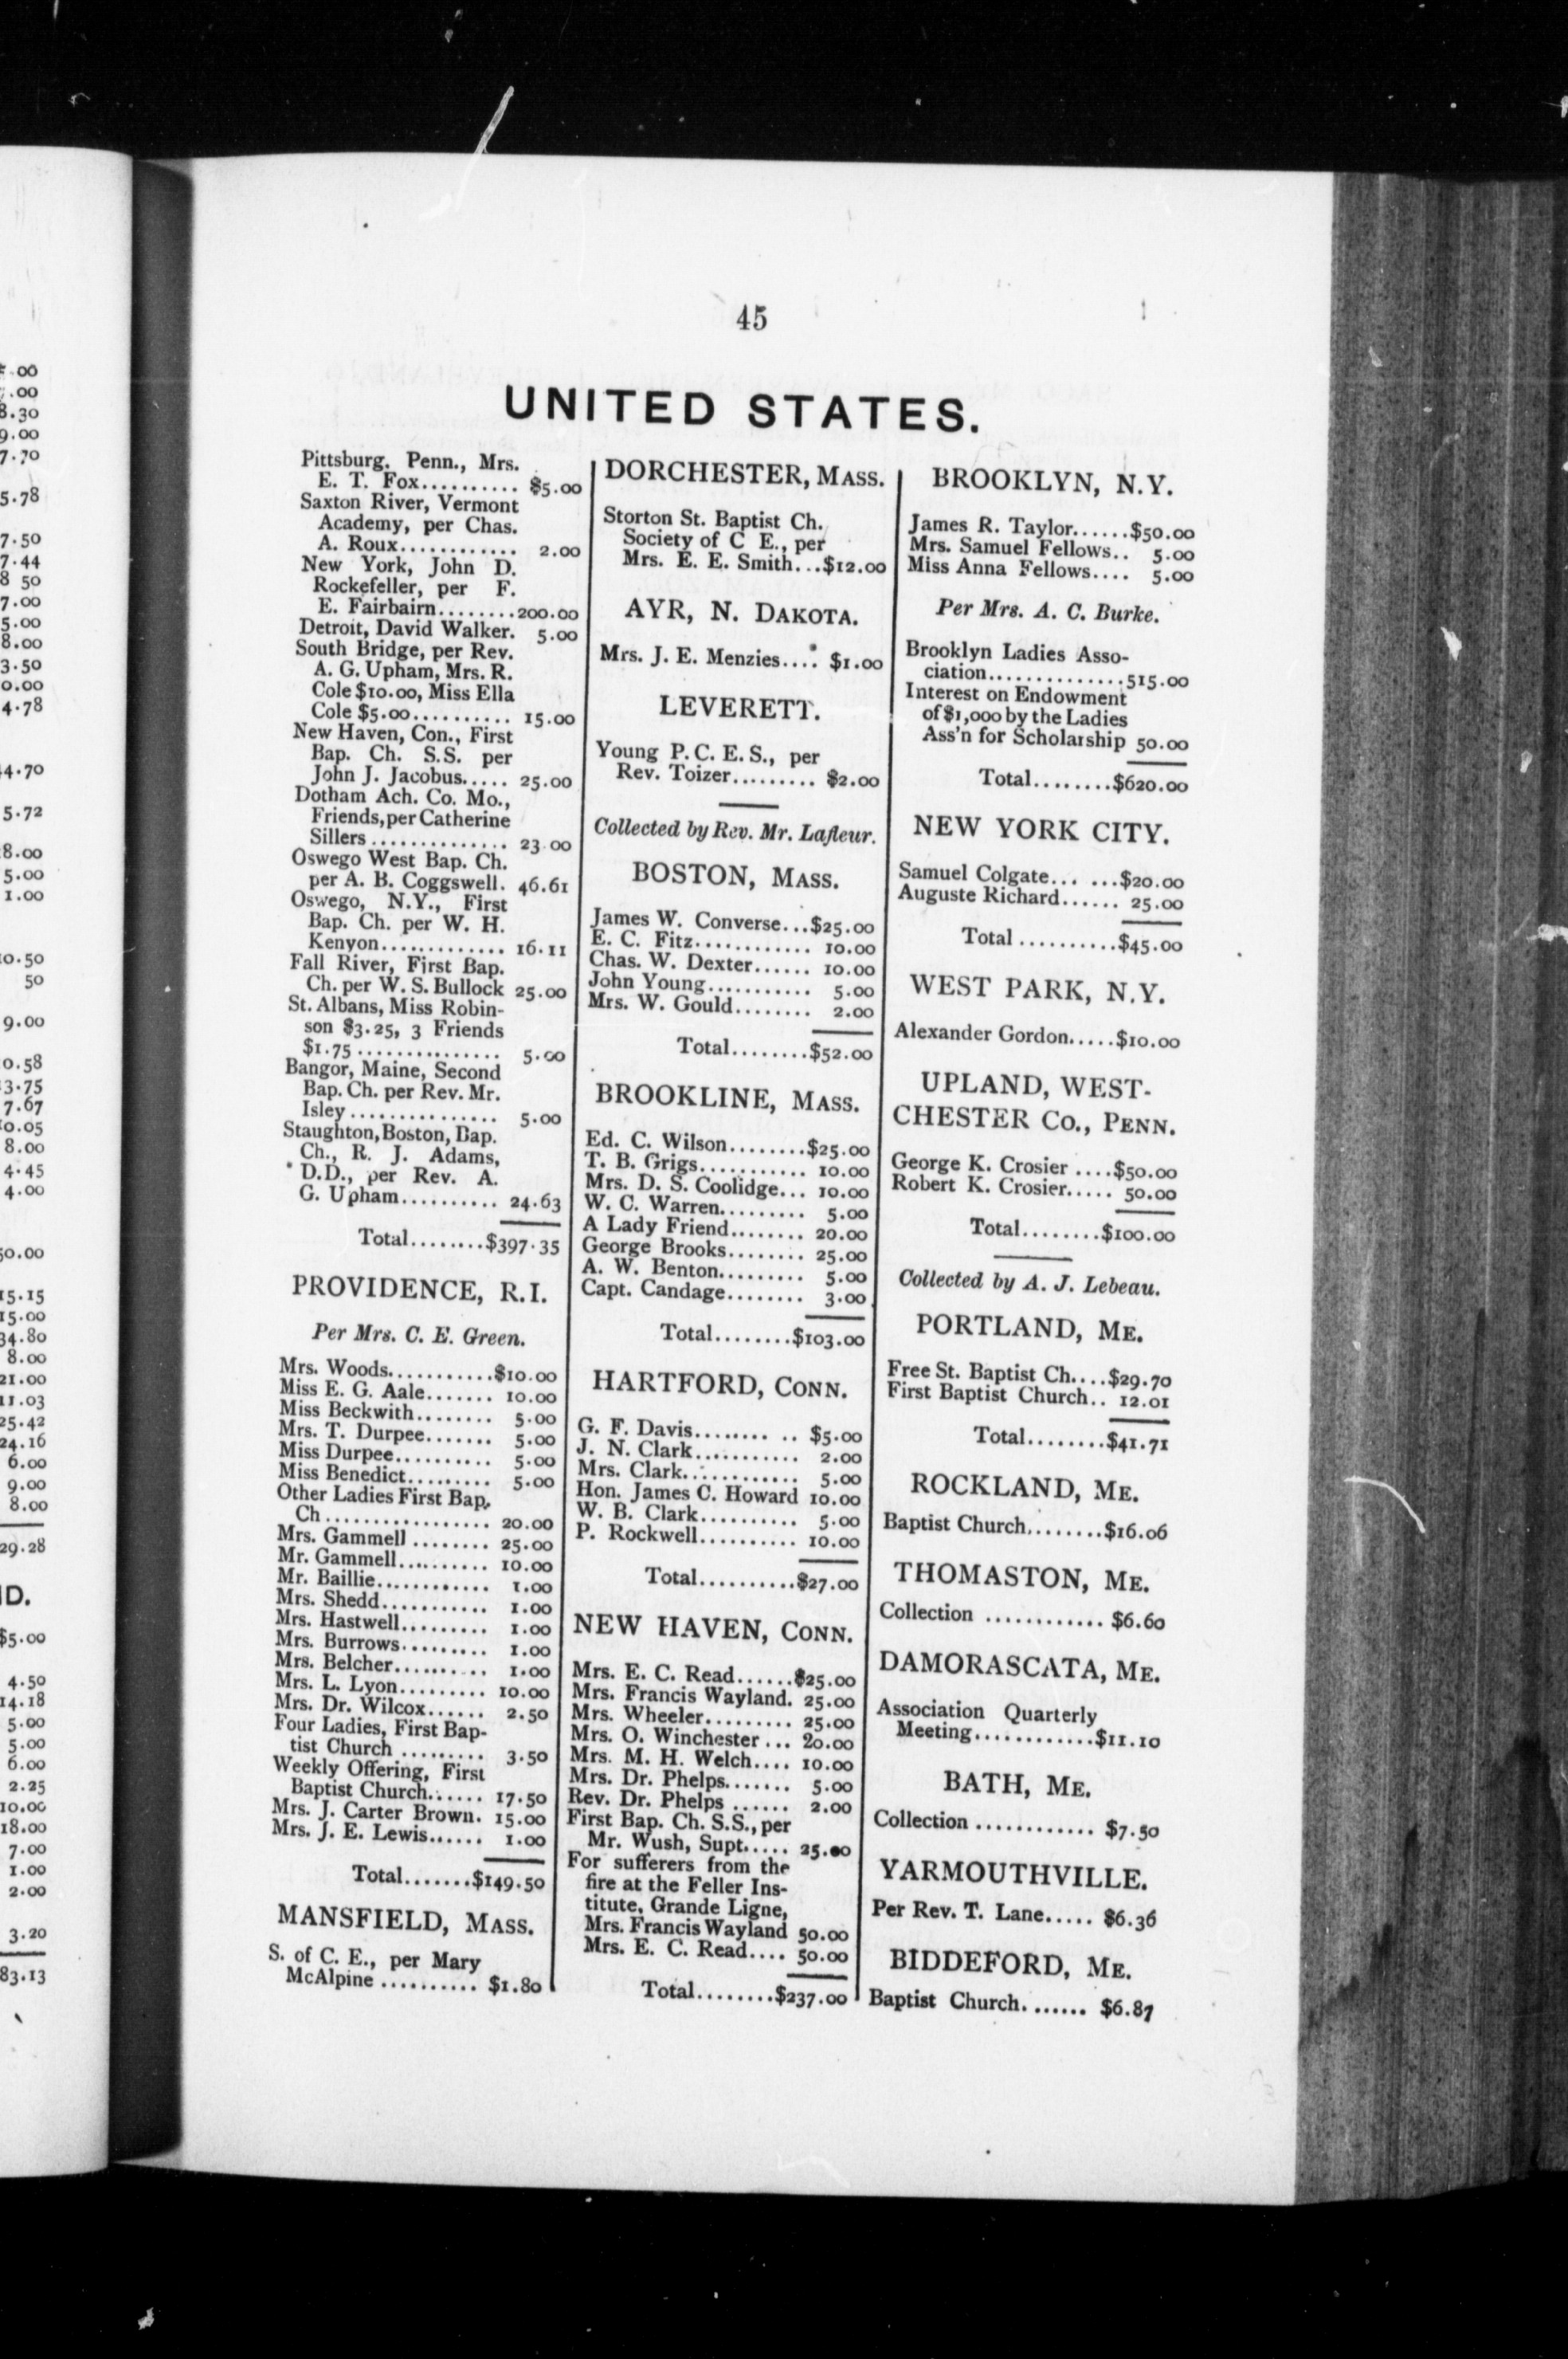 45
UNITED STATES.
Pittsburg. Penn., Mrs.
E. T. Fox.......... $5.00
Saxton River, Vermont
Academy, per Chas.
A. Roux............ 2.00
New York, John D.
Rockefeller, per F.
E. Fairbairn........200.00
Detroit, David Walker. 5.00
South Bridge, per Rev.
A. G. Upham, Mrs. R.
Cole $10.00, Miss Ella
Cole $5.00.......... 15.00
New Haven, Con., First
Bap. Ch. S.S. per
John J. Jacobus..... 25.00
Dotham Ach. Co. Mo.,
Friends, per Catherine
Sillers .............. 23 00
Oswego West Bap. Ch.
per A. B. Coggswell. 46.61
Oswego, N.Y., First
Bap. Ch. per W. H.
Kenyon............. 16.11
Fall River, First Bap.
Ch. per W. S. Bullock 25.00
St. Albans, Miss Robin-
son $3.25, 3 Friends
$1.75 ............... 5.00
Bangor, Maine, Second
Bap. Ch. per Rev. Mr.
Isley ............... 5.00
Staughton, Boston, Bap.
Ch., R. J. Adams,
D.D., per Rev. A.
G. Upham.......... 24.63
Total........$397.35
PROVIDENCE, R.I.
Per Mrs. C. E. Green.
Mrs. Woods...........$10.00
Miss E. G. Aale....... 10.00
Miss Beckwith........ 5.00
Mrs. T. Durpee....... 5.00
Miss Durpee.......... 5.00
Miss Benedict......... 5.00
Other Ladies First Bap.
Ch ................. 20.00
Mrs. Gammell ........ 25.00
Mr. Gammell.......... 10.00
Mr. Baillie............ 1.00
Mrs. Shedd........... 1.00
Mrs. Hastwell......... 1.00
Mrs. Burrows......... 1.00
Mrs. Belcher.......... 1.00
Mrs. L. Lyon......... 10.00
Mrs. Dr. Wilcox...... 2.50
Four Ladies, First Bap-
tist Church ......... 3.50
Weekly Offering, First
Baptist Church...... 17.50
Mrs. J. Carter Brown. 15.00
Mrs. J. E. Lewis...... 1.00
Total.......$149.50
MANSFIELD, MASS.
S. of C. E., per Mary
McAlpine .......... $1.80
DORCHESTER, MASS.
Storton St. Baptist Ch.
Society of C E., per
Mrs. E. E. Smith...$12.00
AYR, N. DAKOTA.
Mrs. J. E. Menzies.... $1.00
LEVERETT.
Young P. C. E. S., per
Rev. Toizer......... $2.00
Collected by Rev. Mr. Lafleur.
BOSTON, MASS.
James W. Converse...$25.00
E. C. Fitz............ 10.00
Chas. W. Dexter...... 10.00
John Young........... 5.00
Mrs. W. Gould........ 2.00
Total........$52.00
BROOKLINE, MASS.
Ed. C. Wilson........$25.00
T. B. Grigs........... 10.00
Mrs. D. S. Coolidge... 10.00
W. C. Warren......... 5.00
A Lady Friend........ 20.00
George Brooks........ 25.00
A. W. Benton......... 5.00
Capt. Candage........ 3.00
Total........$103.00
HARTFORD, CONN.
G. F. Davis........ .. $5.00
J. N. Clark........... 2.00
Mrs. Clark............ 5.00
Hon. James C. Howard 10.00
W. B. Clark.......... 5.00
P. Rockwell.......... 10.00
Total..........$27.00
NEW HAVEN, CONN.
Mrs. E. C. Read......$25.00
Mrs. Francis Wayland. 25.00
Mrs. Wheeler......... 25.00
Mrs. O. Winchester ... 20.00
Mrs. M. H. Welch.... 10.00
Mrs. Dr. Phelps....... 5.00
Rev. Dr. Phelps ...... 2.00
First Bap. Ch. S.S., per
Mr. Wush, Supt..... 25.00
For sufferers from the
fire at the Feller Ins-
titute, Grande Ligne,
Mrs. Francis Wayland 50.00
Mrs. E. C. Read.... 50.00
Total........$237.00
BROOKLYN, N.Y.
James R. Taylor......$50.00
Mrs. Samuel Fellows.. 5.00
Miss Anna Fellows.... 5.00
Per Mrs. A. C. Burke.
Brooklyn Ladies Asso-
ciation..............515.00
Interest on Endowment
of $1,000 by the Ladies
Ass'n for Scholarship 50.00
Total........$620.00
NEW YORK CITY.
Samuel Colgate... ...$20.00
Auguste Richard...... 25.00
Total ..........$45.00
WEST PARK, N.Y.
Alexander Gordon.....$10.00
UPLAND, WEST-
CHESTER CO., PENN.
George K. Crosier ....$50.00
Robert K. Crosier..... 50.00
Total........$100.00
Collected by A. J. Lebeau.
PORTLAND, ME.
Free St. Baptist Ch....$29.70
First Baptist Church.. 12.01
Total........$41.71
ROCKLAND, ME.
Baptist Church........$16.06
THOMASTON, ME.
Collection ............ $6.60
DAMORASCATA, ME.
Association Quarterly
Meeting............$11.10
BATH, ME.
Collection ............ $7.50
YARMOUTHVILLE.
Per Rev. T. Lane..... $6.36
BIDDEFORD, ME.
Baptist Church. ...... $6.87